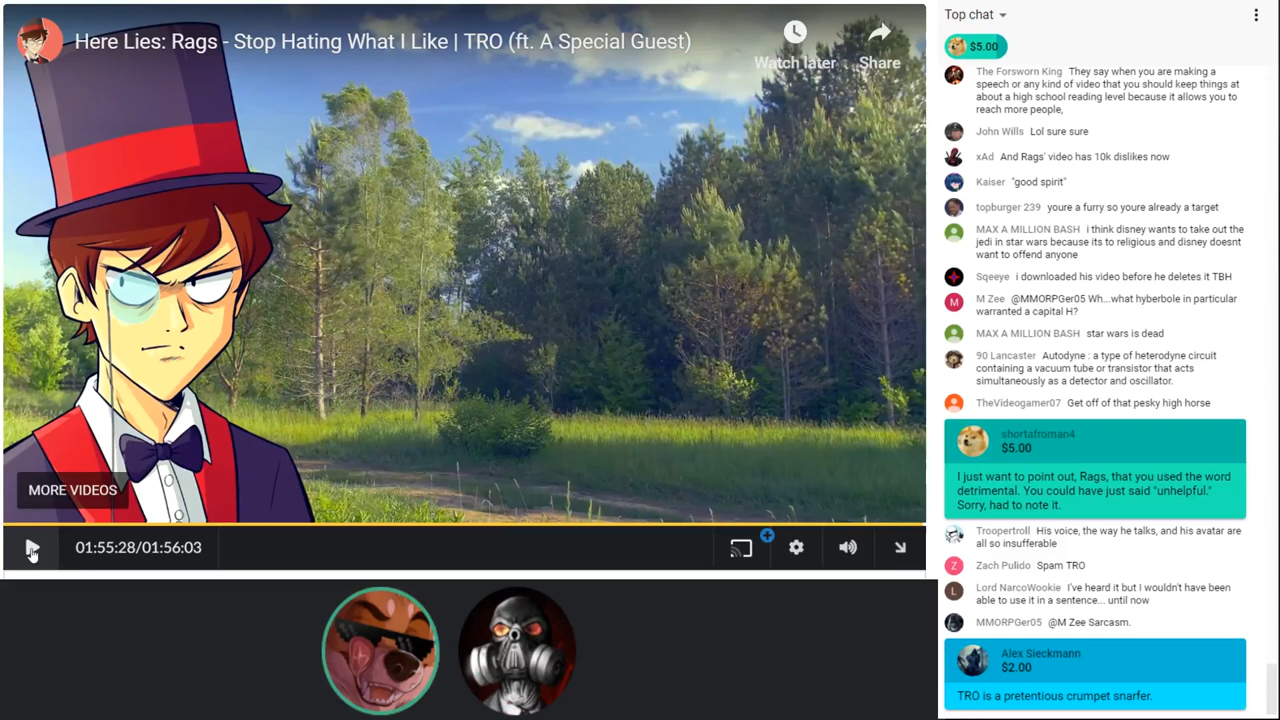 Here Lies: Rags - Stop Hating What I Like | TRO (ft. A Special Guest)
Watch later
Share
MORE VIDEOS
01:55:28/01:56:03
Top chat
$5.00
The Forsworn King They say when you are making a
speech or any kind of video that you should keep things at
about a high school reading level because it allows you to
reach more people,
John Wills Lol sure sure
xAd And Rags' video has 10k dislikes now
Kaiser "good spirit"
topburger 239 youre a furry so youre already a target
MAX A MILLION BASH i think disney wants to take out the
jedi in star wars because its to religious and disney doesnt
want to offend anyone
Sqeeye i downloaded his video before he deletes it TBH
M Zee @MMORPGer05 Wh...what hyberbole in particular
warranted a capital H?
M
MAX A MILLION BASH star wars is dead
90 Lancaster Autodyne : a type of heterodyne circuit
containing a vacuum tube or transistor that acts
simultaneously as a detector and oscillator.
TheVideogamer07 Get off of that pesky high horse
shortafroman4
$5.00
I just want to point out, Rags, that you used the word
detrimental. You could have just said "unhelpful."
Sorry, had to note it.
Troopertroll His voice, the way he talks, and his avatar are
all so insufferable
Z
Zach Pulido Spam TRO
L
Lord NarcoWookie I've heard it but I wouldn't have been
able to use it in a sentence... until now
MMORPGer05 @M Zee Sarcasm.
Alex Sieckmann
$2.00
TRO is a pretentious crumpet snarfer.